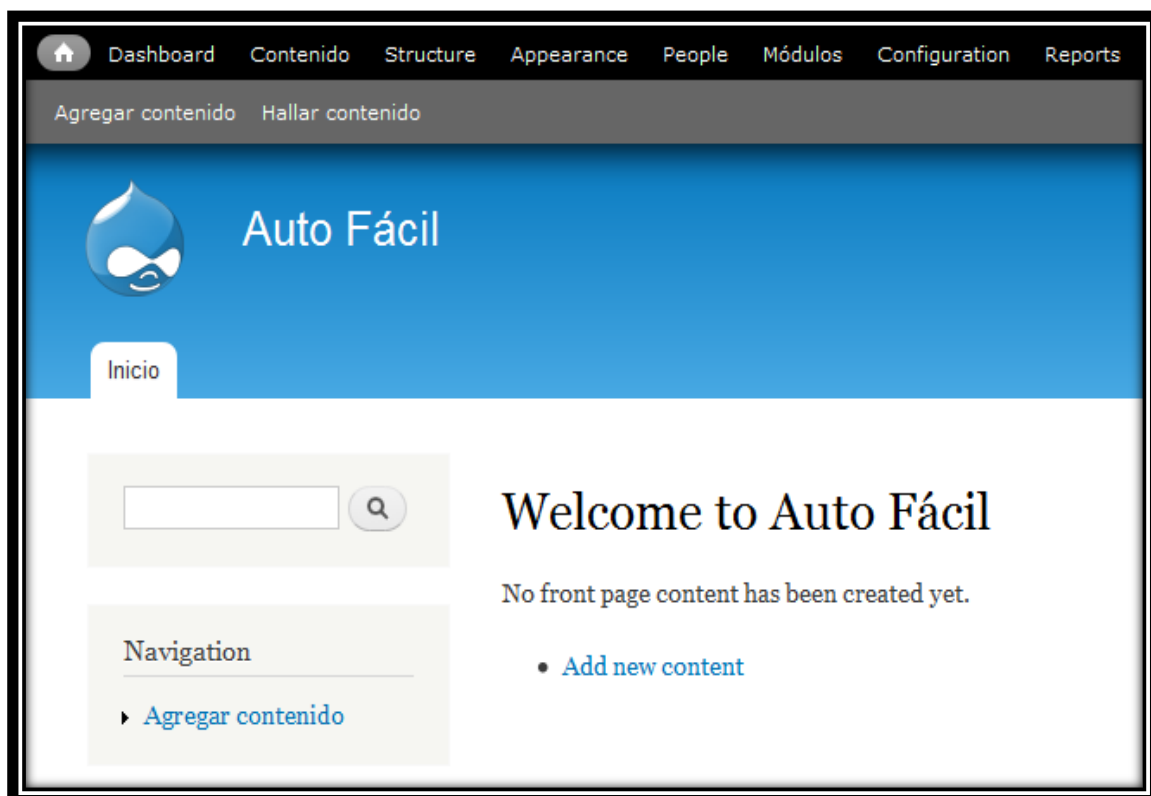 Dashboard Contenido Structure Appearance People Módulos Configuration Reports
Agregar contenido Hallar contenido
Auto Fácil
Inicio
Navigation
Agregar contenido
Welcome to Auto Fácil
No front page content has been created yet.
Add new content